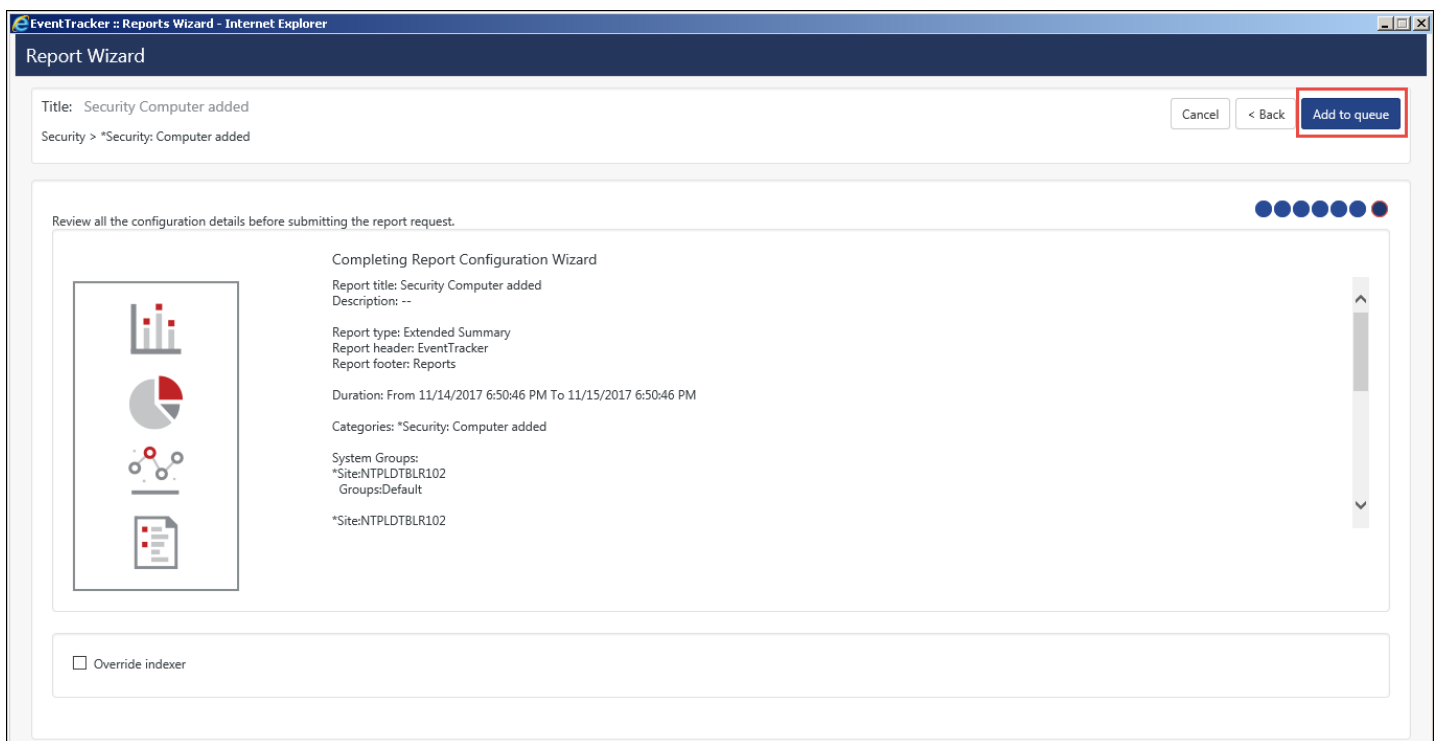 EventTracker :: Reports Wizard - Internet Explorer
Report Wizard
Title: Security Computer added
Cancel
< Back
Add to queue
Security > *Security: Computer added
Review all the configuration details before submitting the report request.
Completing Report Configuration Wizard
Report title: Security Computer added
Description: --
Report type: Extended Summary
Report header: EventTracker
Report footer: Reports
Duration: From 11/14/2017 6:50:46 PM To 11/15/2017 6:50:46 PM
Categories: *Security: Computer added
System Groups:
*Site:NTPLDTBLR102
Groups:Default
*Site:NTPLDTBLR102
Override indexer